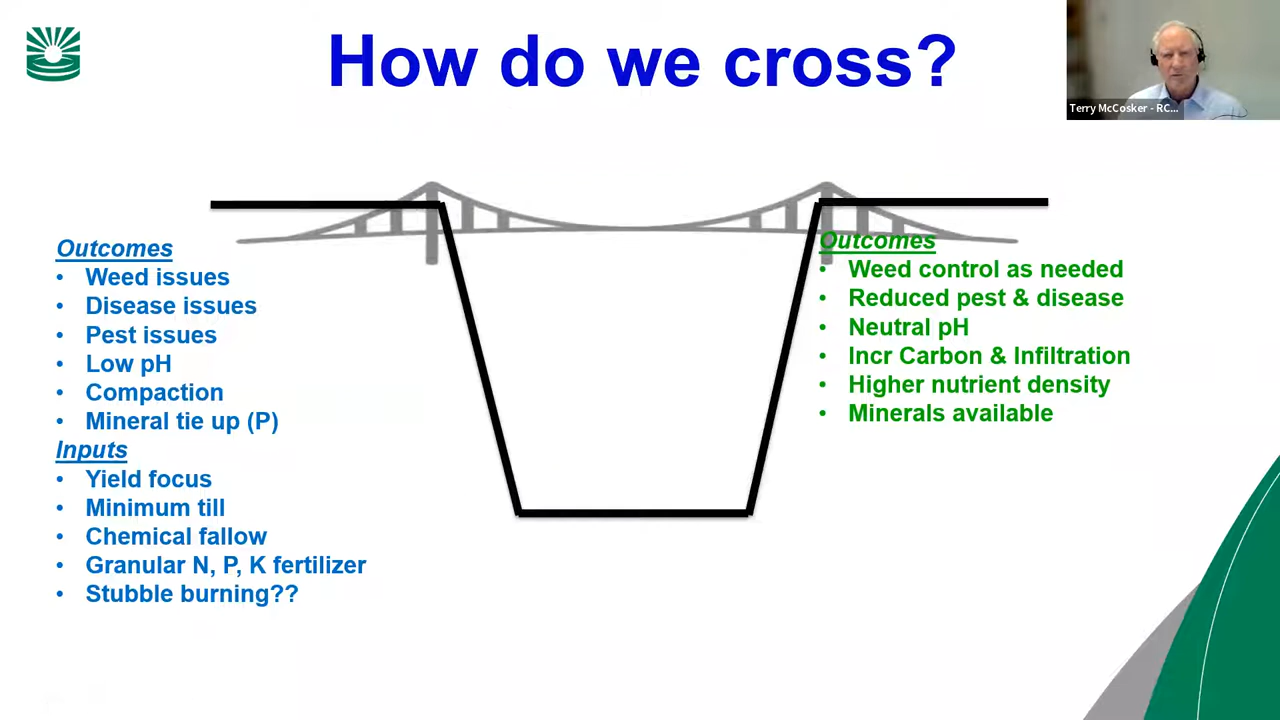 How do we cross?
Terry McCosker - RC...
Outcomes
• Weed issues
• Disease issues
• Pest issues
• Low pH
• Compaction
• Mineral tie up (P)
Inputs
• Yield focus
• Minimum till
• Chemical fallow
• Granular N, P, K fertilizer
• Stubble burning??
Outcomes
• Weed control as needed
• Reduced pest & disease
• Neutral pH
• Incr Carbon & Infiltration
• Higher nutrient density
• Minerals available